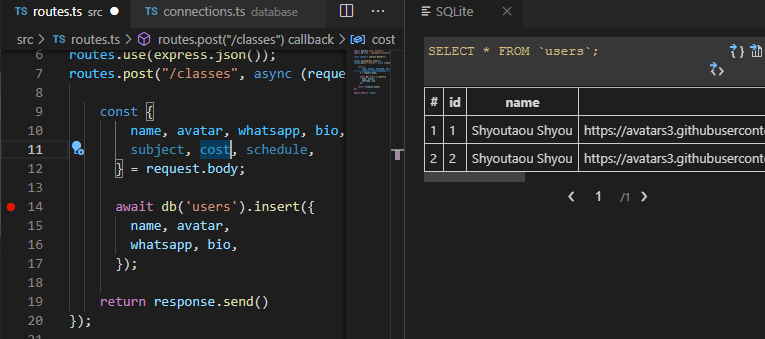 TS routes.ts src
TS connections.ts database
src > TS routes.ts > routes.post("/classes") callback > cost
6 routes.use(express.json());
7 routes.post("/classes", async (reque
8
9 const {
10 name, avatar, whatsapp, bio,
11 subject, cost, schedule,
12 } = request.body;
13
14 await db('users').insert({
15 name, avatar,
16 whatsapp, bio,
17 });
18
19 return response.send()
20 });
21
SQLite
SELECT * FROM `users`;
# id name
1 1 Shyoutaou Shyou https://avatars3.githubuserconte
2 2 Shyoutaou Shyou https://avatars3.githubuserconte
< 1 /1 >